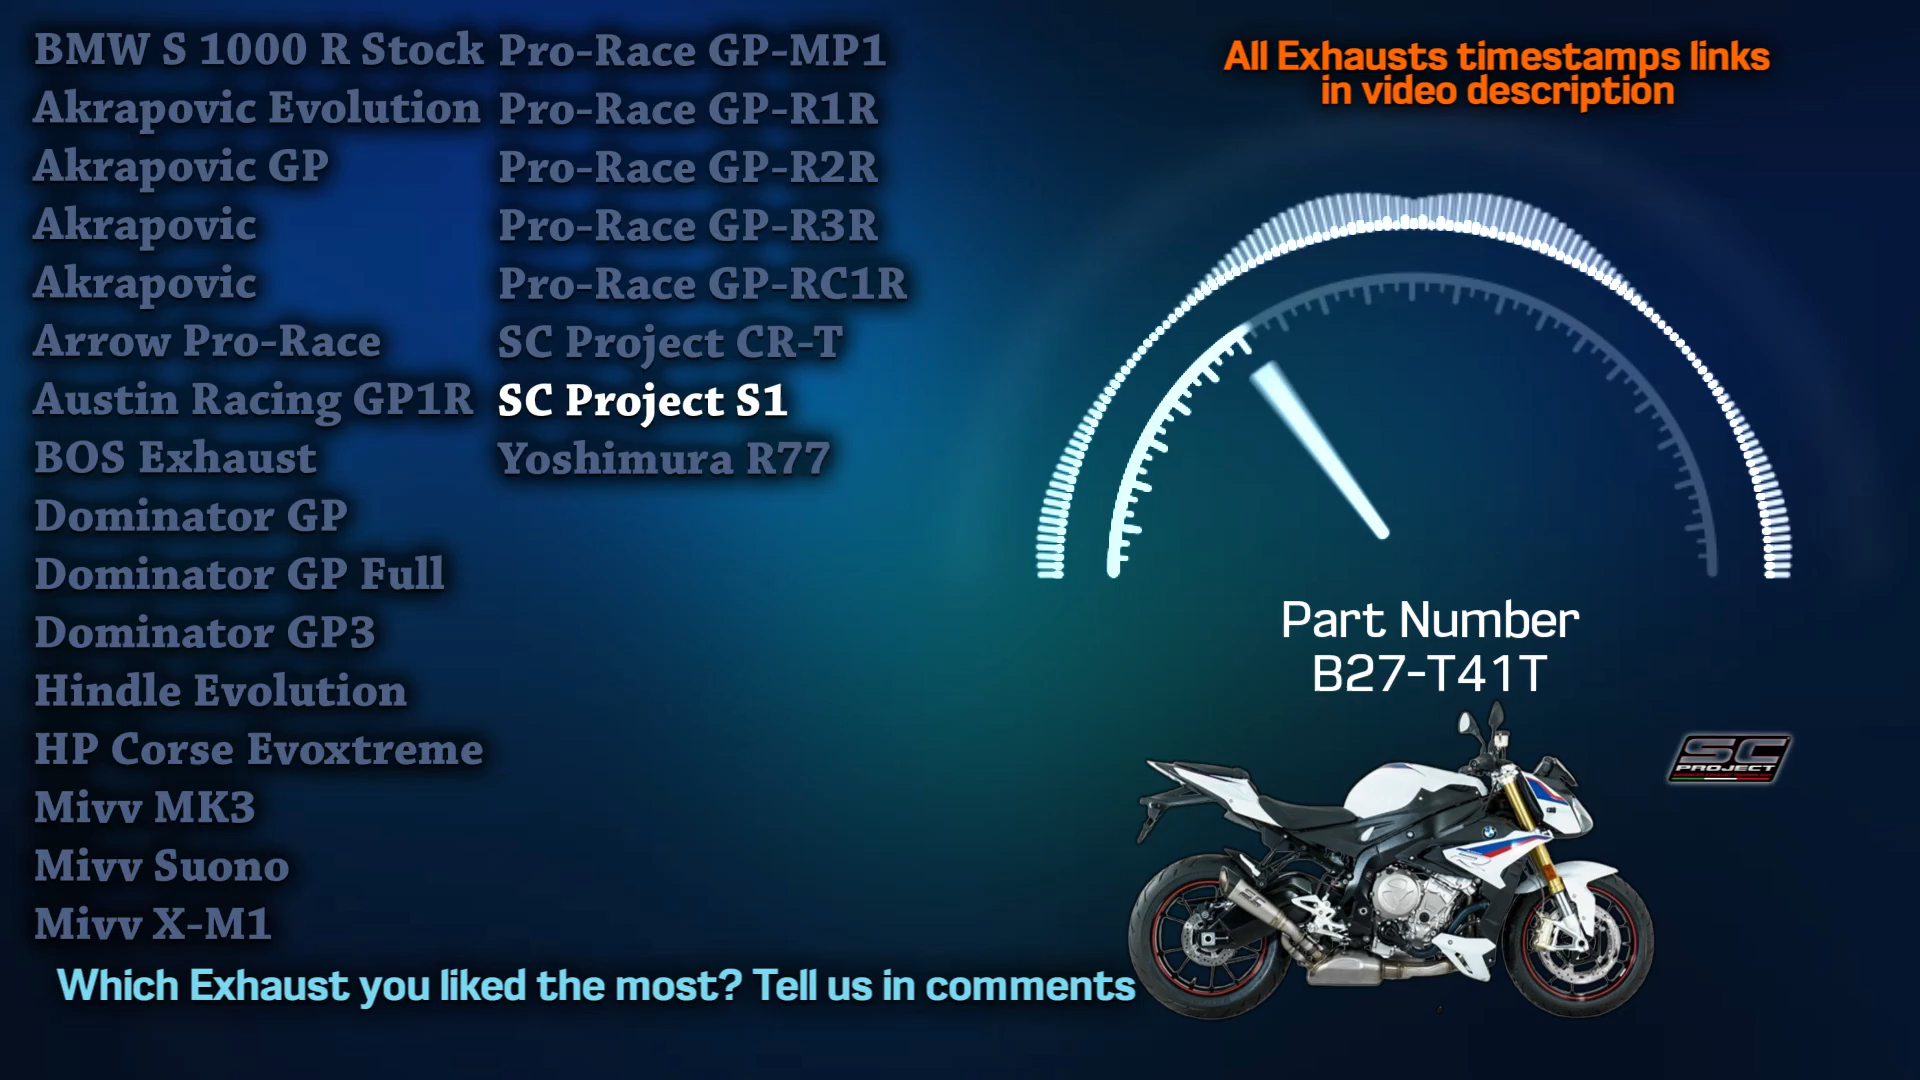 BMW S 1000 R Stock
Akrapovic Evolution
Akrapovic GP
Akrapovic
Akrapovic
Arrow Pro-Race
Austin Racing GP1R
BOS Exhaust
Dominator GP
Dominator GP Full
Dominator GP3
Hindle Evolution
HP Corse Evoxtreme
Mivv MK3
Mivv Suono
Mivv X-M1
Pro-Race GP-MP1
Pro-Race GP-R1R
Pro-Race GP-R2R
Pro-Race GP-R3R
Pro-Race GP-RC1R
SC Project CR-T
SC Project S1
Yoshimura R77
All Exhausts timestamps links
in video description
Part Number
B27-T41T
SC
PROJECT
Which Exhaust you liked the most? Tell us in comments